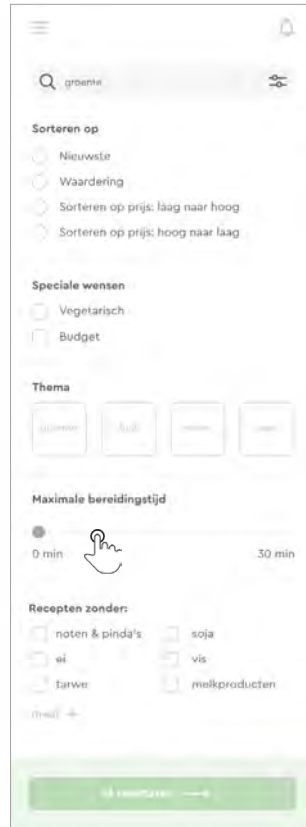 groente
Sorteren op
Nieuwste
Waardering
Sorteren op prijs: laag naar hoog
Sorteren op prijs: hoog naar laag
Speciale wensen
Vegetarisch
Budget
Thema
Maximale bereidingstijd
0 min 30 min
Recepten zonder:
noten & pinda's soja
ei vis
tarwe melkproducten